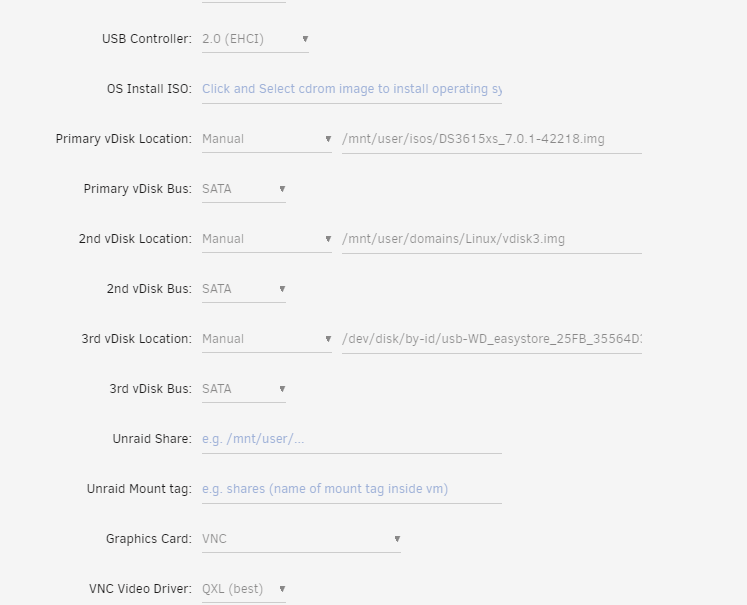 USB Controller: 2.0 (EHCI)
OS Install ISO: Click and Select cdrom image to install operating sy
Primary vDisk Location: Manual /mnt/user/isos/DS3615xs_7.0.1-42218.img
Primary vDisk Bus: SATA
2nd vDisk Location: Manual /mnt/user/domains/Linux/vdisk3.img
2nd vDisk Bus: SATA
3rd vDisk Location: Manual /dev/disk/by-id/usb-WD_easystore_25FB_35564D
3rd vDisk Bus: SATA
Unraid Share: e.g. /mnt/user/...
Unraid Mount tag: e.g. shares (name of mount tag inside vm)
Graphics Card: VNC
VNC Video Driver: QXL (best)